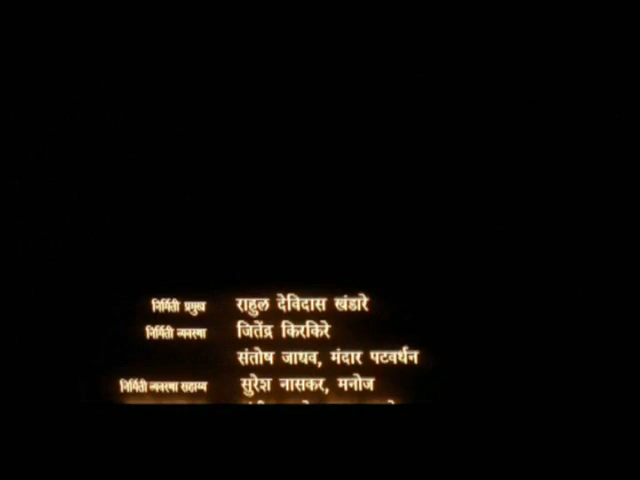 निर्मिती प्रमुख राहुल देविदास खंडारे
निर्मिती व्यवस्था जितेंद्र किरकिरे
संतोष जाधव, मंदार पटवर्धन
निर्मिती व्यवस्था सहाय्य सुरेश नासकर, मनोज